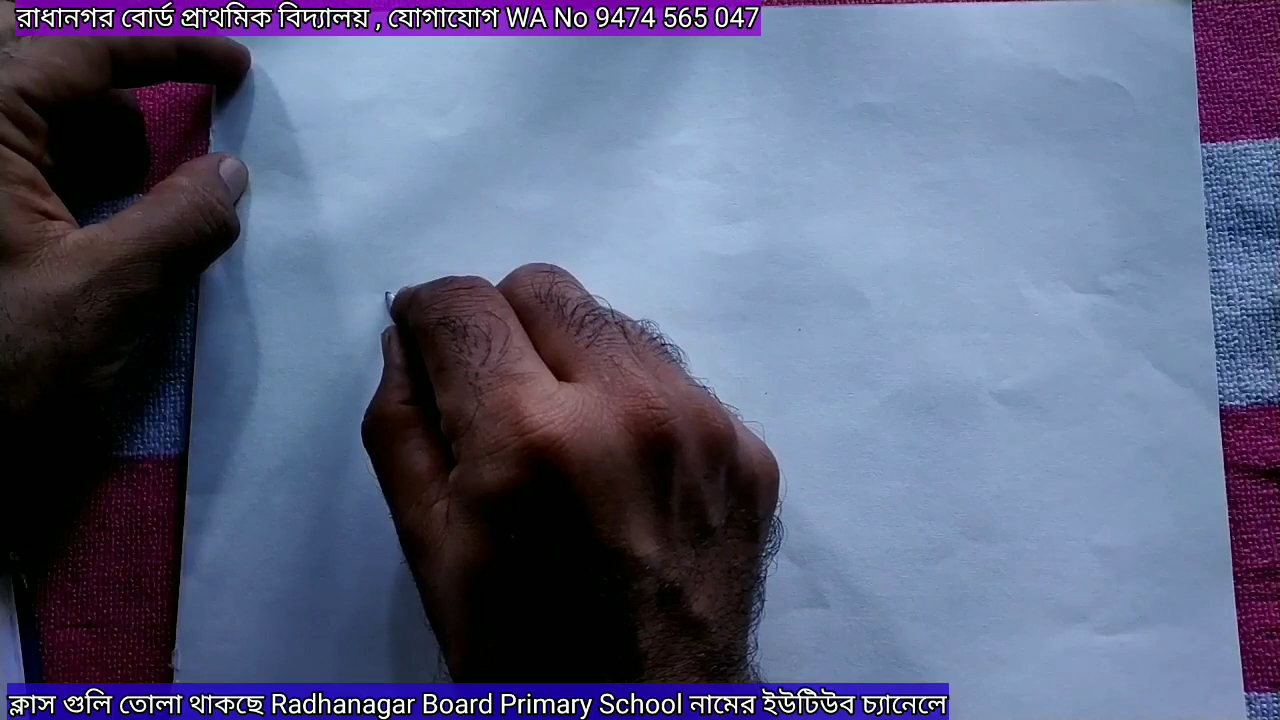 রাধানগর বোর্ড প্রাথমিক বিদ্যালয় , যোগাযোগ WA No 9474 565 047
ক্লাস গুলি তোলা থাকছে Radhanagar Board Primary School নামের ইউটিউব চ্যানেলে